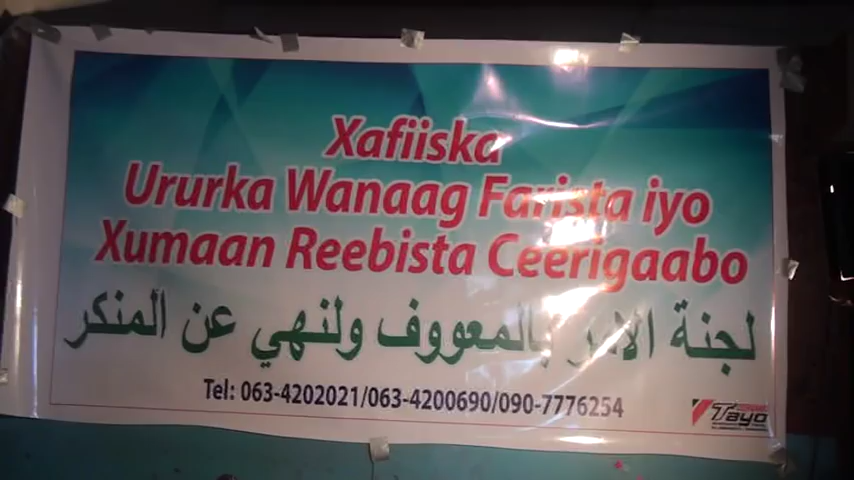 Xafiiska
Ururka Wanaag Farista iyo
Xumaan Reebista Ceerigaabo
لجنة الامر بالمعووف ولنهي عن المنكر
Tel: 063-4202021/063-4200690/090-7776254
Tayo